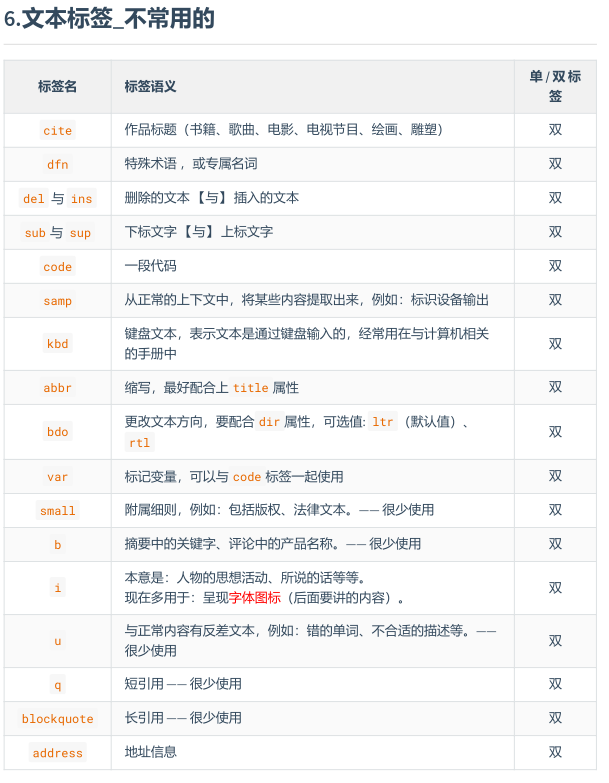 6.文本标签_不常用的
标签名 标签语义 单/双标
签
cite 作品标题（书籍、歌曲、电影、电视节目、绘画、雕塑） 双
dfn 特殊术语，或专属名词 双
del 与 ins 删除的文本【与】插入的文本 双
sub 与 sup 下标文字【与】上标文字 双
code 一段代码 双
samp 从正常的上下文中，将某些内容提取出来，例如：标识设备输出 双
kbd 键盘文本，表示文本是通过键盘输入的，经常用在与计算机相关 双
的手册中
abbr 缩写，最好配合上 title 属性 双
bdo 更改文本方向，要配合 dir 属性，可选值: ltr （默认值）、 双
rtl
var 标记变量，可以与 code 标签一起使用 双
small 附属细则，例如：包括版权、法律文本。—— 很少使用 双
b 摘要中的关键字、评论中的产品名称。—— 很少使用 双
i 本意是：人物的思想活动、所说的话等等。 双
现在多用于：呈现字体图标（后面要讲的内容）。
u 与正常内容有反差文本，例如：错的单词、不合适的描述等。—— 双
很少使用
q 短引用 —— 很少使用 双
blockquote 长引用 —— 很少使用 双
address 地址信息 双